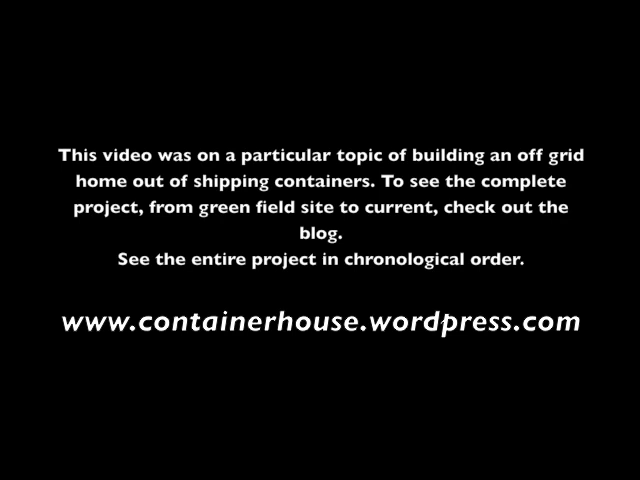 This video was on a particular topic of building an off grid
home out of shipping containers. To see the complete
project, from green field site to current, check out the
blog.
See the entire project in chronological order.
www.containerhouse.wordpress.com